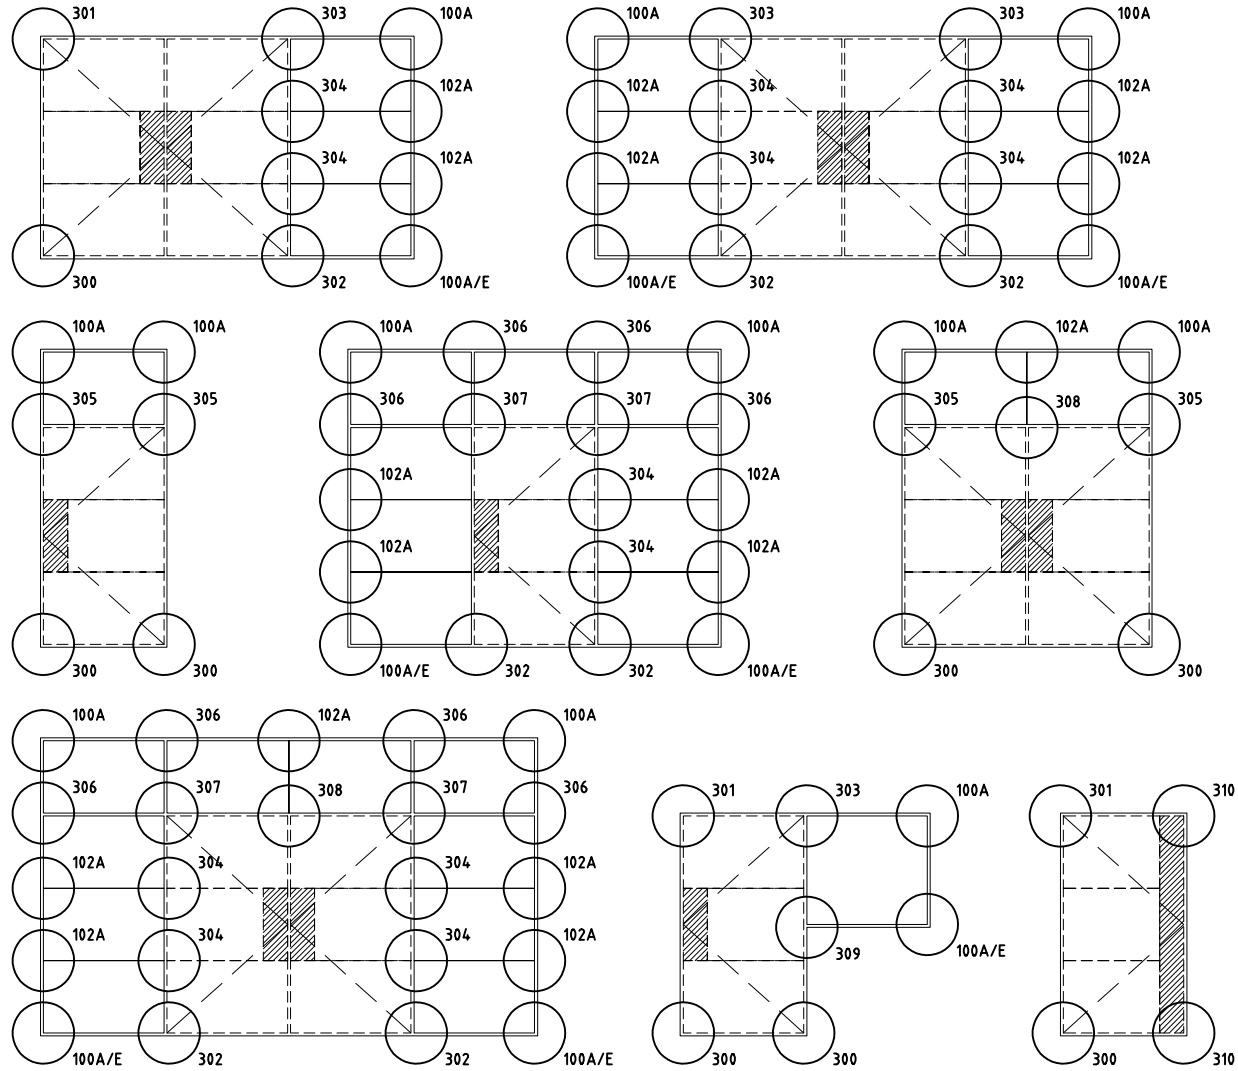 301 303 100A
304 102A
304 102A
300 302 100A/E
100A 303 303 100A
102A 304 304 102A
102A 304 304 102A
100A/E 302 302 100A/E
100A 100A
305 305
300 300
100A 306 306 100A
306 307 307 306
102A 304 102A
102A 304 102A
100A/E 302 302 100A/E
100A 102A 100A
305 308 305
300 300
100A 306 102A 306 100A
306 307 308 307 306
102A 304 304 102A
102A 304 304 102A
100A/E 302 302 100A/E
301 303 100A
309 100A/E
300 300
301 310
300 310